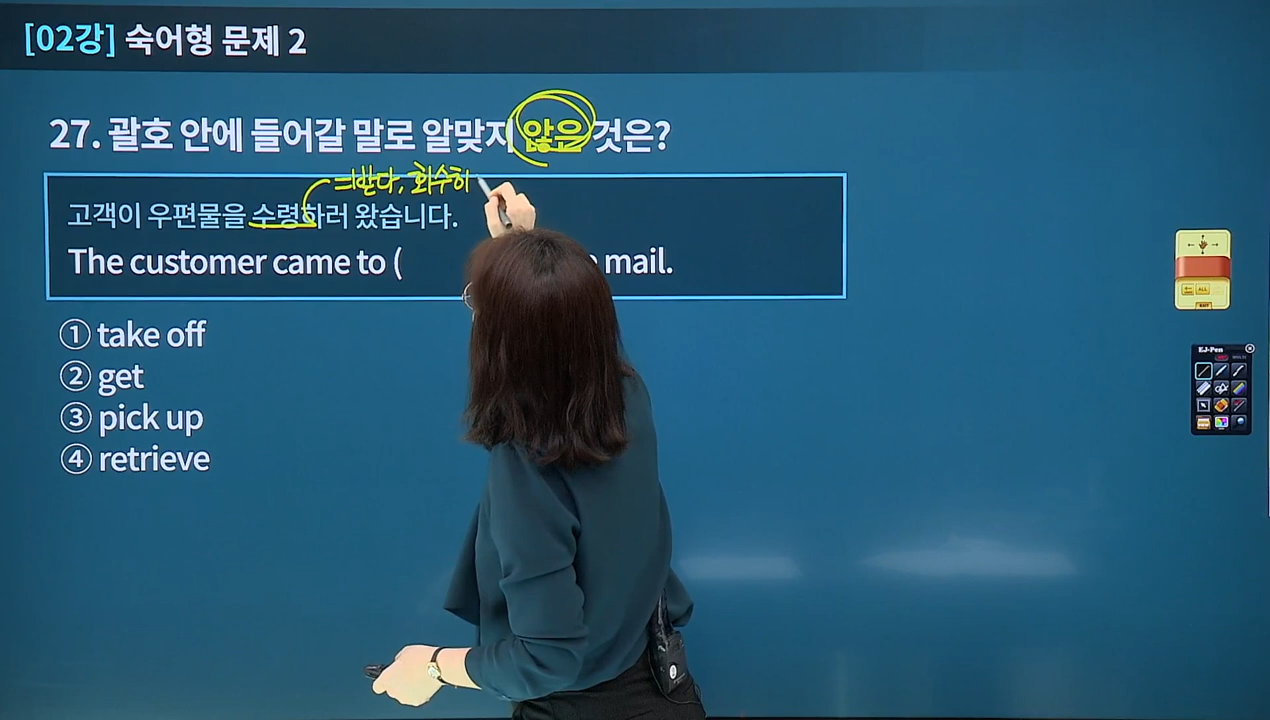 [02강] 숙어형 문제 2
27. 괄호 안에 들어갈 말로 알맞지 않은 것은?
=받다, 회수하
고객이 우편물을 수령하러 왔습니다.
The customer came to ( mail.
① take off
② get
③ pick up
④ retrieve
EJ-Pen
ALL